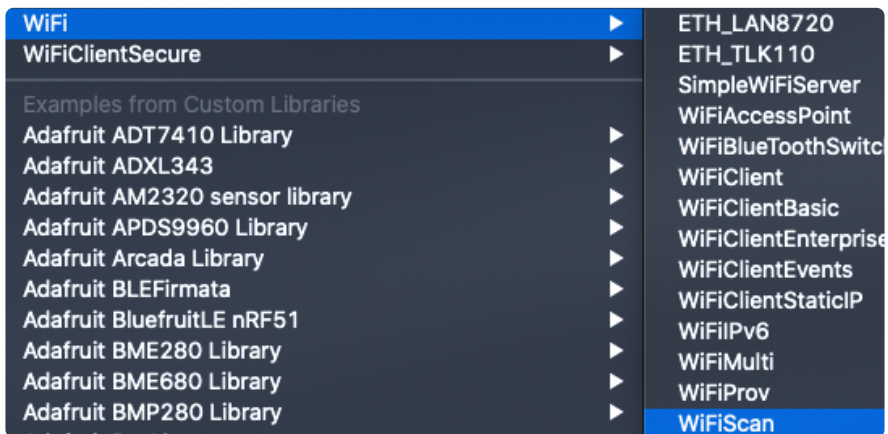 WiFi
WiFiClientSecure
Examples from Custom Libraries
Adafruit ADT7410 Library
Adafruit ADXL343
Adafruit AM2320 sensor library
Adafruit APDS9960 Library
Adafruit Arcada Library
Adafruit BLEFirmata
Adafruit BluefruitLE nRF51
Adafruit BME280 Library
Adafruit BME680 Library
Adafruit BMP280 Library
ETH_LAN8720
ETH_TLK110
SimpleWiFiServer
WiFiAccessPoint
WiFiBlueToothSwitc
WiFiClient
WiFiClientBasic
WiFiClientEnterprise
WiFiClientEvents
WiFiClientStaticIP
WiFiIPv6
WiFiMulti
WiFiProv
WiFiScan